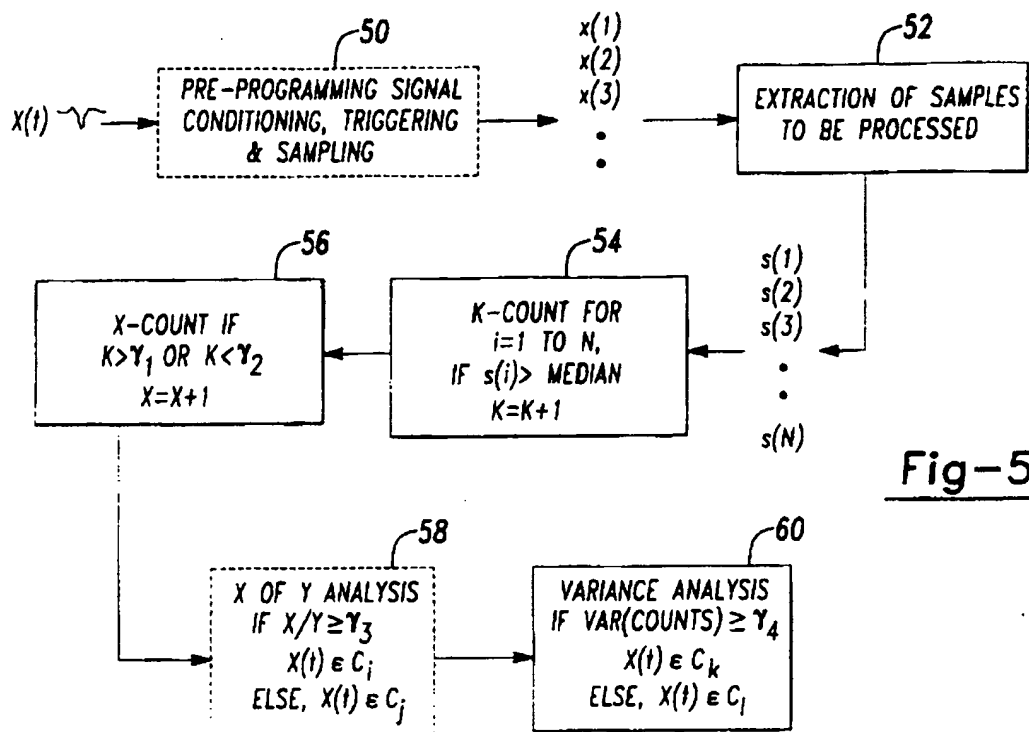 50
PRE-PROGRAMMING SIGNAL
CONDITIONING, TRIGGERING
& SAMPLING
X(t)
x(1)
x(2)
x(3)
52
EXTRACTION OF SAMPLES
TO BE PROCESSED
56
X-COUNT IF
K>γ1 OR K<γ2
X=X+1
54
K-COUNT FOR
i=1 TO N,
IF s(i)> MEDIAN
K=K+1
s(1)
s(2)
s(3)
s(N)
Fig-5
58
X OF Y ANALYSIS
IF X/Y≥γ3
X(t) ε Ci
ELSE, X(t) ε Cj
60
VARIANCE ANALYSIS
IF VAR(COUNTS)≥γ4
X(t) ε Ck
ELSE, X(t) ε Cl